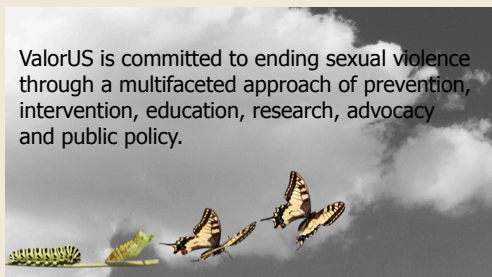 ValorUS is committed to ending sexual violence
through a multifaceted approach of prevention,
intervention, education, research, advocacy
and public policy.